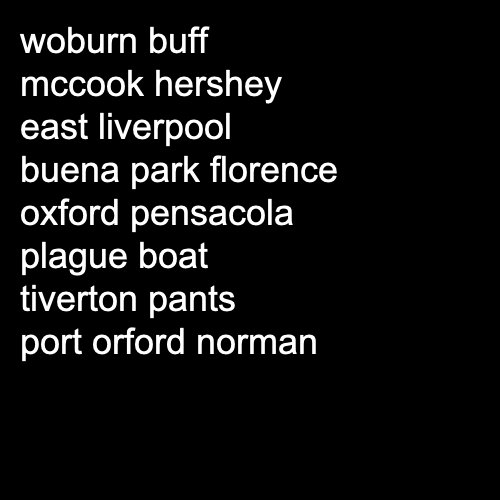 woburn buff
mccook hershey
east liverpool
buena park florence
oxford pensacola
plague boat
tiverton pants
port orford norman